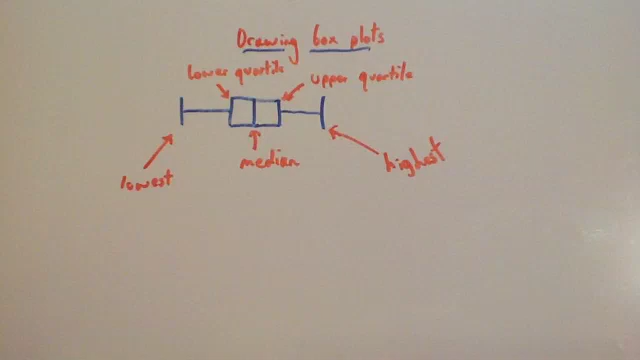 Drawing box plots
lower quartile
upper quartile
median
lowest
highest